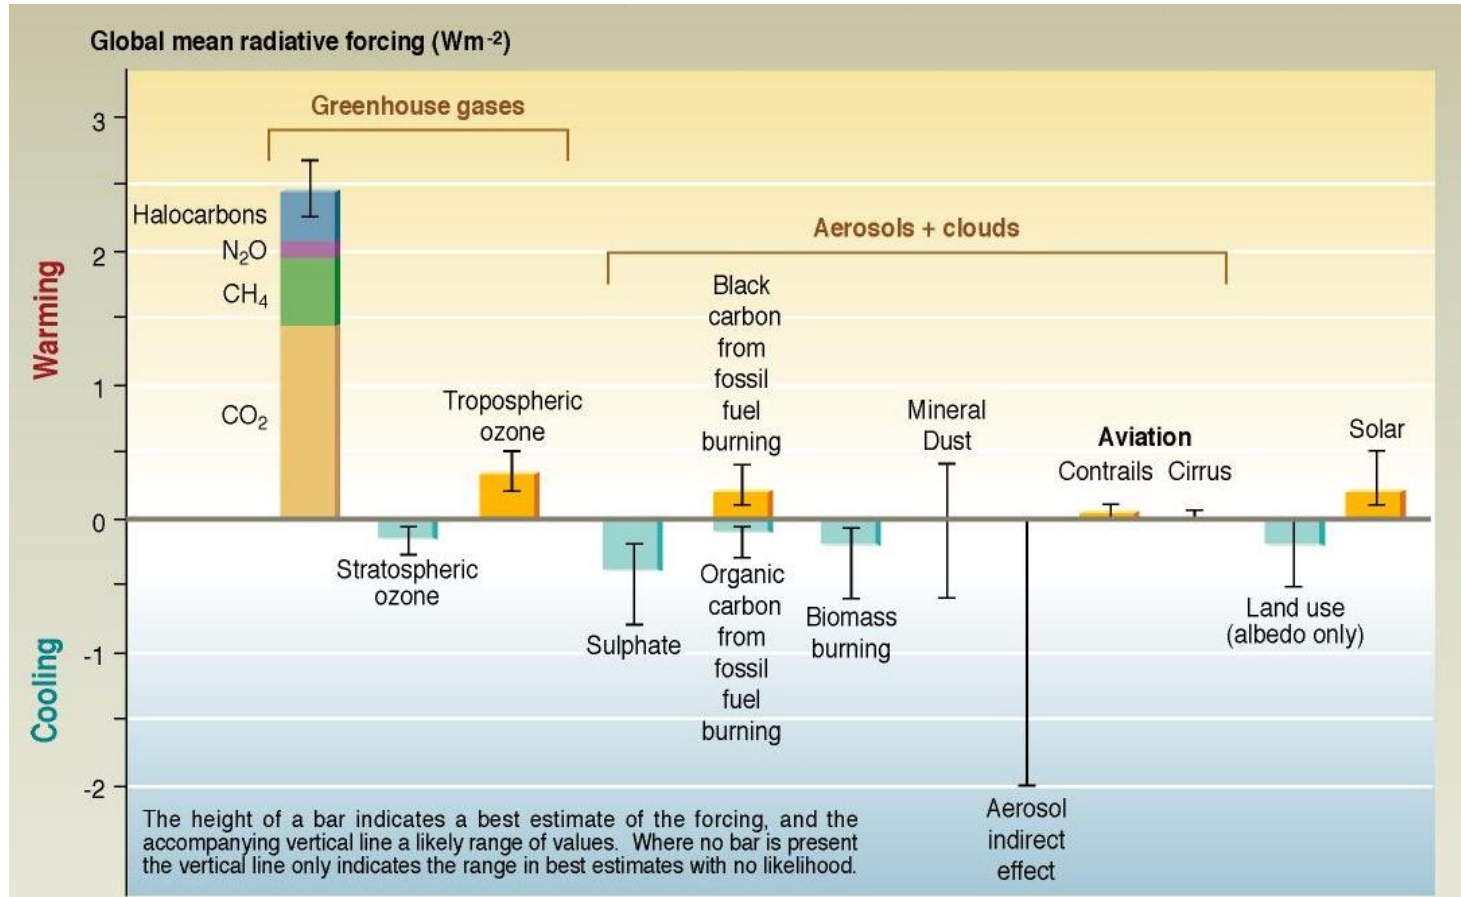 Global mean radiative forcing (Wm-2)
3
2
1
0
-1
-2
Warming
Cooling
Greenhouse gases
Halocarbons
N₂O
CH₄
CO₂
Stratospheric
ozone
Tropospheric
ozone
Aerosols + clouds
Sulphate
Black
carbon
from
fossil
fuel
burning
Organic
carbon
from
fossil
fuel
burning
Biomass
burning
Mineral
Dust
Aerosol
indirect
effect
Aviation
Contrails Cirrus
Land use
(albedo only)
Solar
The height of a bar indicates a best estimate of the forcing, and the
accompanying vertical line a likely range of values. Where no bar is present
the vertical line only indicates the range in best estimates with no likelihood.